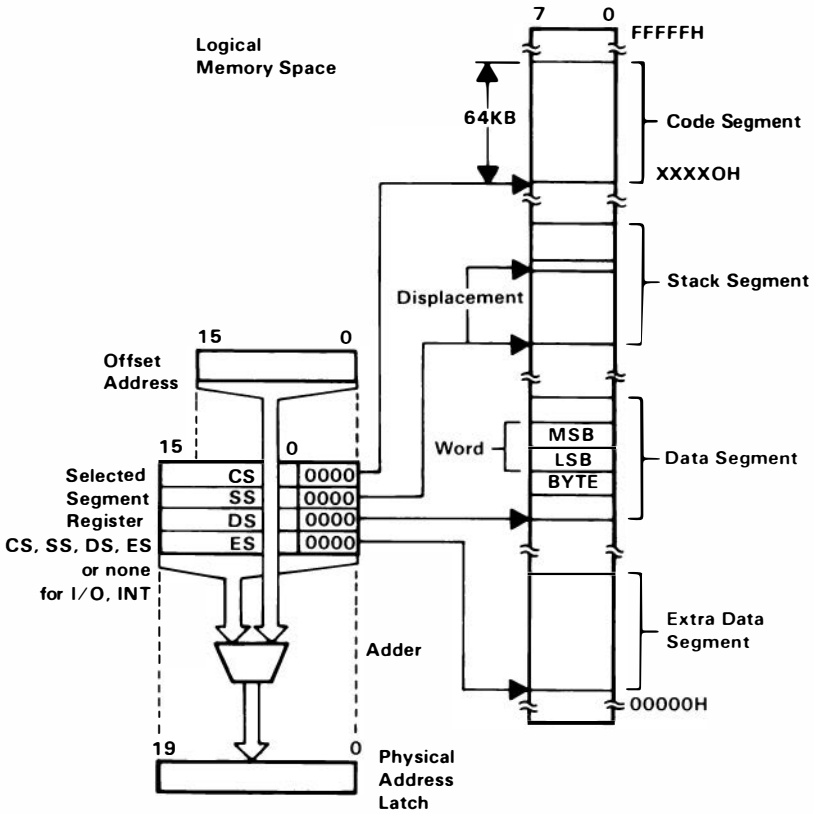 7 0
FFFFFH
Logical
Memory Space
64KB
Code Segment
XXXXOH
Stack Segment
Displacement
15 0
Offset
Address
15 0
Word
MSB
LSB
BYTE
Data Segment
Selected
Segment
Register
CS, SS, DS, ES
or none
for I/O, INT
CS 0000
SS 0000
DS 0000
ES 0000
Extra Data
Segment
Adder
00000H
19 0
Physical
Address
Latch